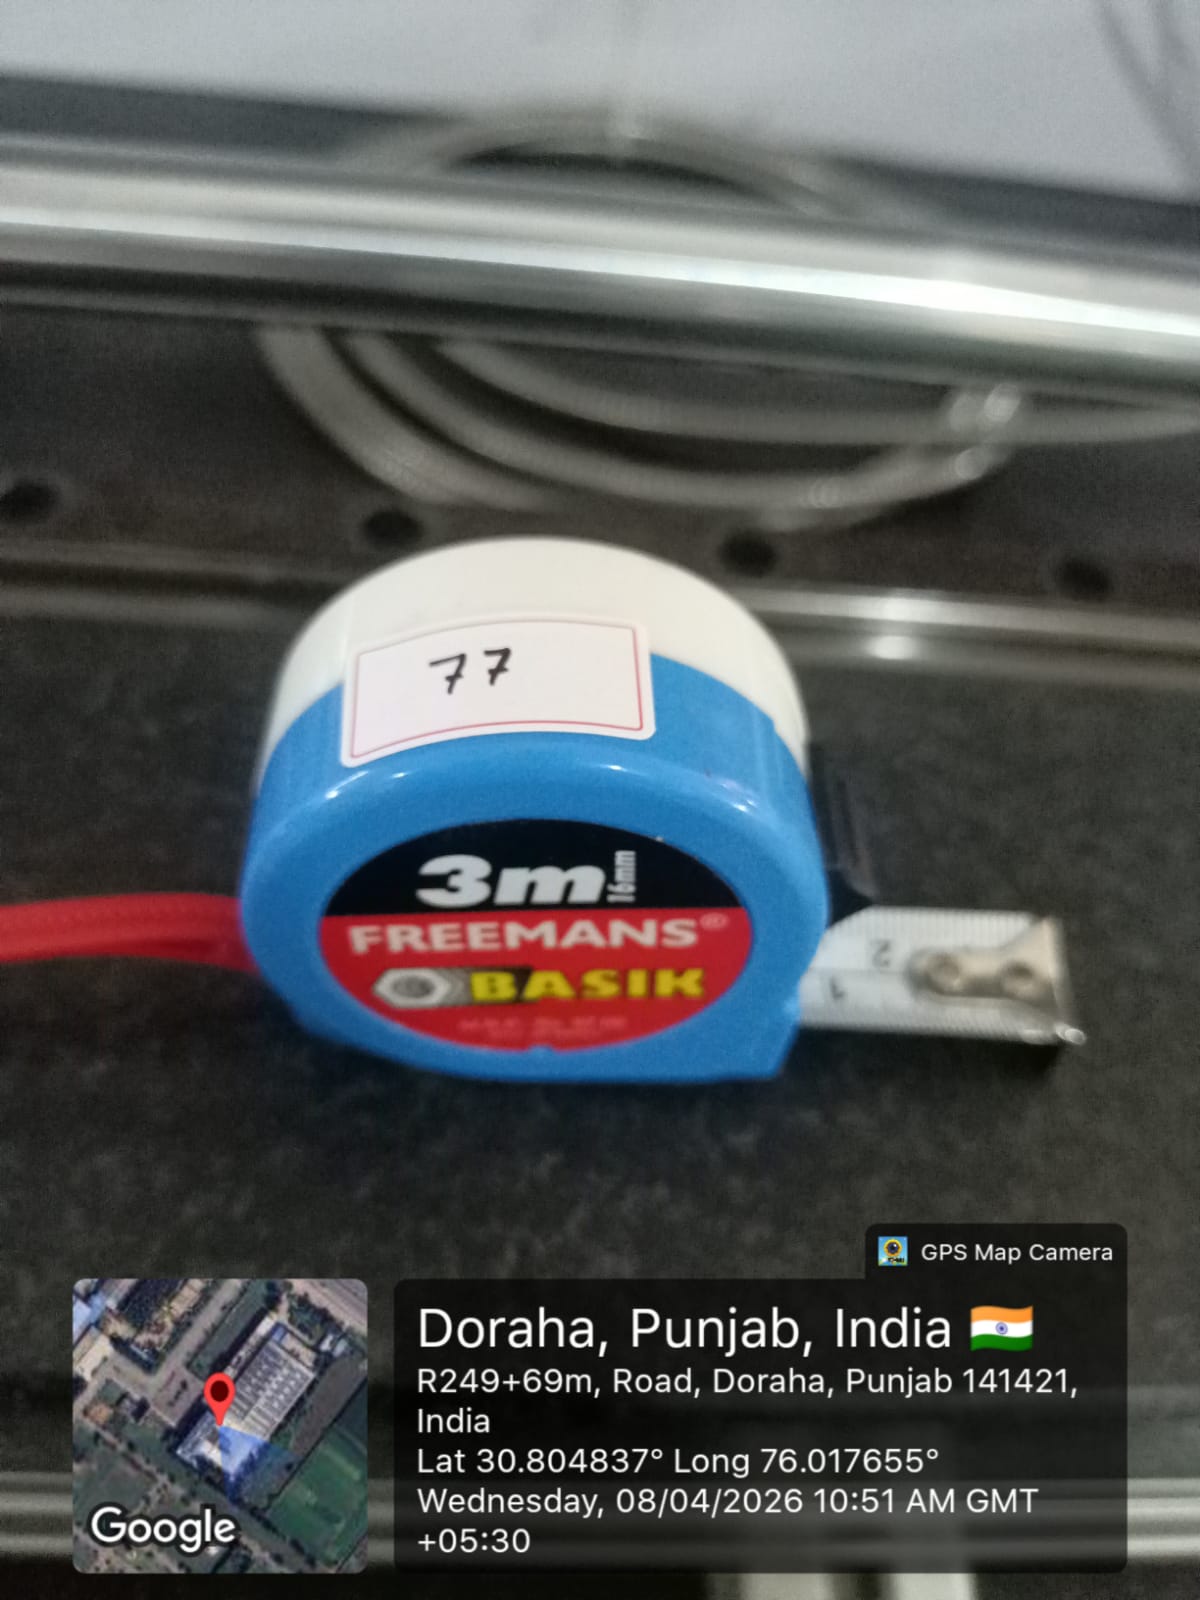 77
3m 16mm
FREEMANS®
BASIK
2
1
GPS Map Camera
Doraha, Punjab, India
R249+69m, Road, Doraha, Punjab 141421,
India
Lat 30.804837° Long 76.017655°
Wednesday, 08/04/2026 10:51 AM GMT
+05:30
Google